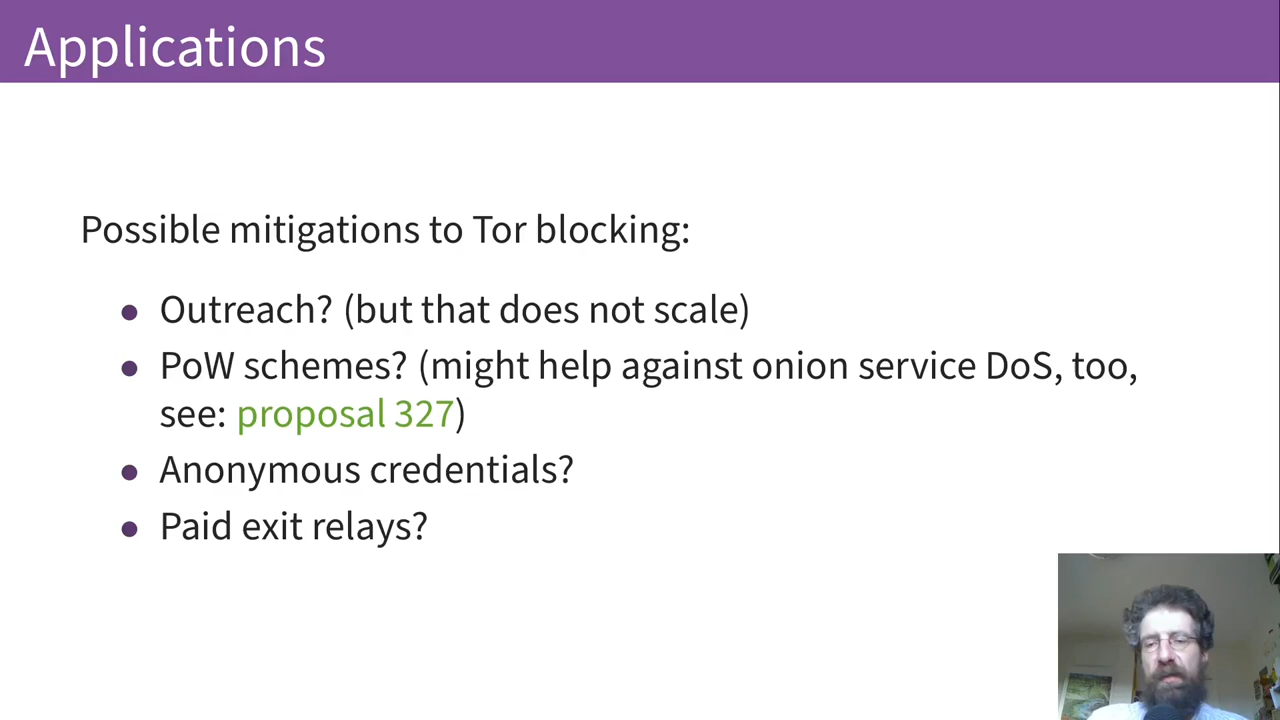 Applications
Possible mitigations to Tor blocking:
● Outreach? (but that does not scale)
● PoW schemes? (might help against onion service DoS, too,
see: proposal 327)
● Anonymous credentials?
● Paid exit relays?